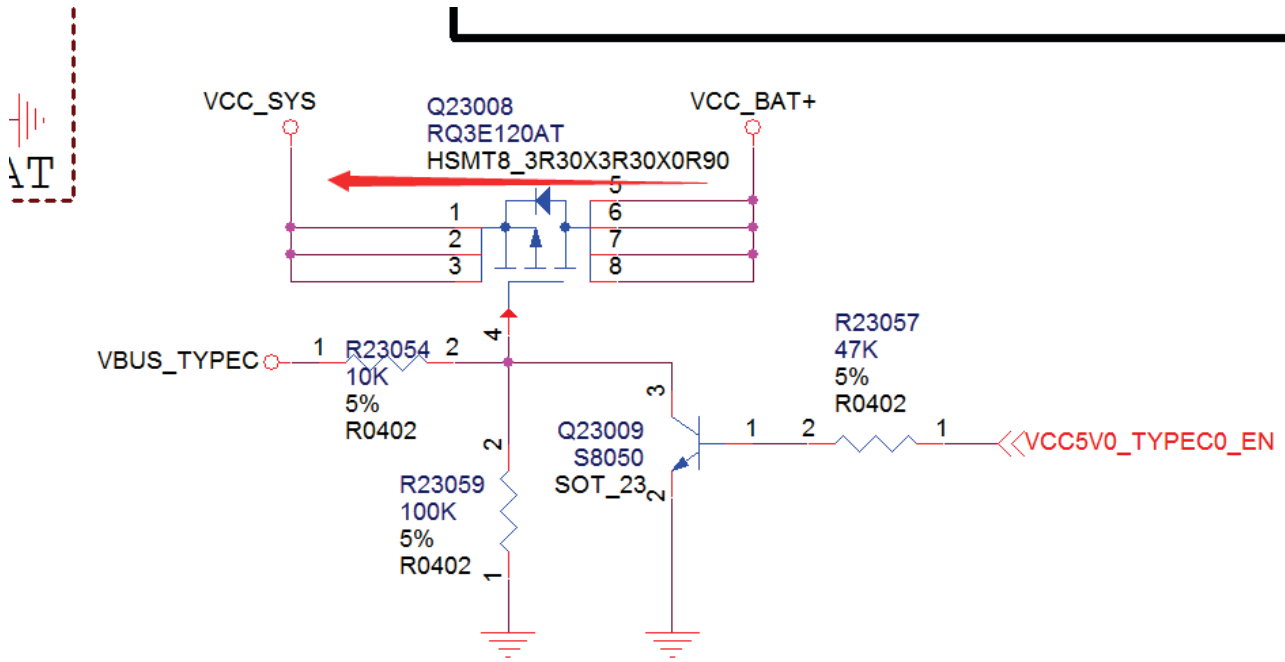 VCC_SYS
Q23008
RQ3E120AT
HSMT8_3R30X3R30X0R90
VCC_BAT+
AT
1
2
3
5
6
7
8
4
VBUS_TYPEC
1
R23054
2
10K
5%
R0402
R23057
47K
5%
R0402
3
Q23009
S8050
SOT_23
2
1
2
1
VCC5V0_TYPEC0_EN
2
R23059
100K
5%
R0402
1